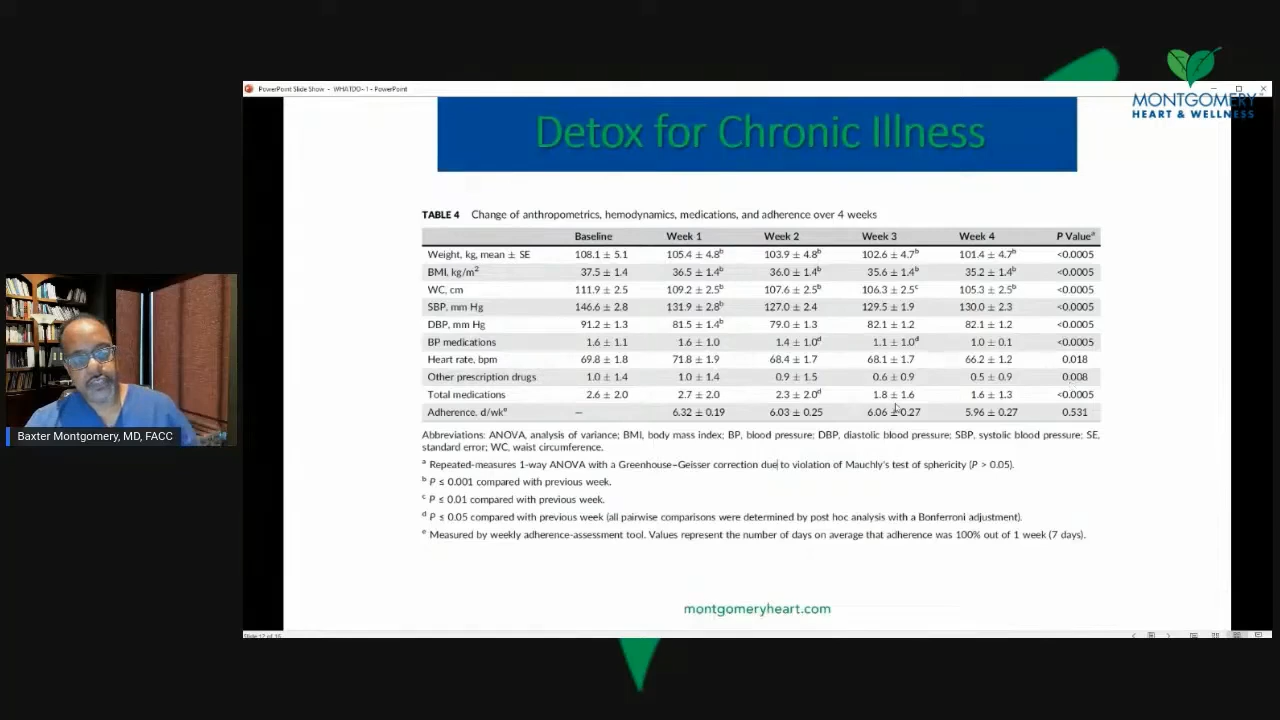 PowerPoint Slide Show - WHATDO~1 - PowerPoint
MONTGOMERY
HEART & WELLNESS
Detox for Chronic Illness
TABLE 4 Change of anthropometrics, hemodynamics, medications, and adherence over 4 weeks
Baseline Week 1 Week 2 Week 3 Week 4 P Valueᵃ
Weight, kg, mean ± SE 108.1 ± 5.1 105.4 ± 4.8ᵇ 103.9 ± 4.8ᵇ 102.6 ± 4.7ᵇ 101.4 ± 4.7ᵇ <0.0005
BMI, kg/m² 37.5 ± 1.4 36.5 ± 1.4ᵇ 36.0 ± 1.4ᵇ 35.6 ± 1.4ᵇ 35.2 ± 1.4ᵇ <0.0005
WC, cm 111.9 ± 2.5 109.2 ± 2.5ᵇ 107.6 ± 2.5ᵇ 106.3 ± 2.5ᶜ 105.3 ± 2.5ᵇ <0.0005
SBP, mm Hg 146.6 ± 2.8 131.9 ± 2.8ᵇ 127.0 ± 2.4 129.5 ± 1.9 130.0 ± 2.3 <0.0005
DBP, mm Hg 91.2 ± 1.3 81.5 ± 1.4ᵇ 79.0 ± 1.3 82.1 ± 1.2 82.1 ± 1.2 <0.0005
BP medications 1.6 ± 1.1 1.6 ± 1.0 1.4 ± 1.0ᵈ 1.1 ± 1.0ᵈ 1.0 ± 0.1 <0.0005
Heart rate, bpm 69.8 ± 1.8 71.8 ± 1.9 68.4 ± 1.7 68.1 ± 1.7 66.2 ± 1.2 0.018
Other prescription drugs 1.0 ± 1.4 1.0 ± 1.4 0.9 ± 1.5 0.6 ± 0.9 0.5 ± 0.9 0.008
Total medications 2.6 ± 2.0 2.7 ± 2.0 2.3 ± 2.0ᵈ 1.8 ± 1.6 1.6 ± 1.3 <0.0005
Adherence, d/wkᵉ — 6.32 ± 0.19 6.03 ± 0.25 6.06 ± 0.27 5.96 ± 0.27 0.531
Abbreviations: ANOVA, analysis of variance; BMI, body mass index; BP, blood pressure; DBP, diastolic blood pressure; SBP, systolic blood pressure; SE,
standard error; WC, waist circumference.
ᵃ Repeated-measures 1-way ANOVA with a Greenhouse–Geisser correction due to violation of Mauchly's test of sphericity (P > 0.05).
ᵇ P ≤ 0.001 compared with previous week.
ᶜ P ≤ 0.01 compared with previous week.
ᵈ P ≤ 0.05 compared with previous week (all pairwise comparisons were determined by post hoc analysis with a Bonferroni adjustment).
ᵉ Measured by weekly adherence-assessment tool. Values represent the number of days on average that adherence was 100% out of 1 week (7 days).
montgomeryheart.com
Baxter Montgomery, MD, FACC